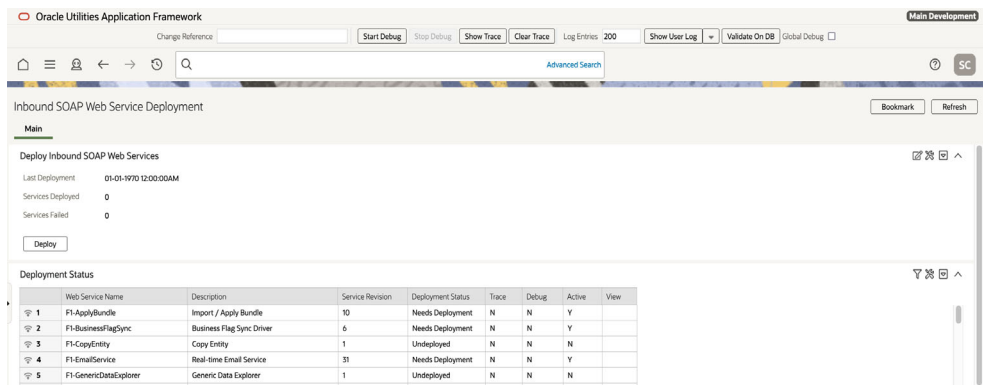 Oracle Utilities Application Framework Main Development
Change Reference Start Debug Stop Debug Show Trace Clear Trace Log Entries 200 Show User Log Validate On DB Global Debug
Advanced Search SC
Inbound SOAP Web Service Deployment Bookmark Refresh
Main
Deploy Inbound SOAP Web Services
Last Deployment 01-01-1970 12:00:00AM
Services Deployed 0
Services Failed 0
Deploy
Deployment Status
Web Service Name Description Service Revision Deployment Status Trace Debug Active View
1 F1-ApplyBundle Import / Apply Bundle 10 Needs Deployment N N Y
2 F1-BusinessFlagSync Business Flag Sync Driver 6 Needs Deployment N N Y
3 F1-CopyEntity Copy Entity 1 Undeployed N N N
4 F1-EmailService Real-time Email Service 31 Needs Deployment N N Y
5 F1-GenericDataExplorer Generic Data Explorer 1 Undeployed N N N